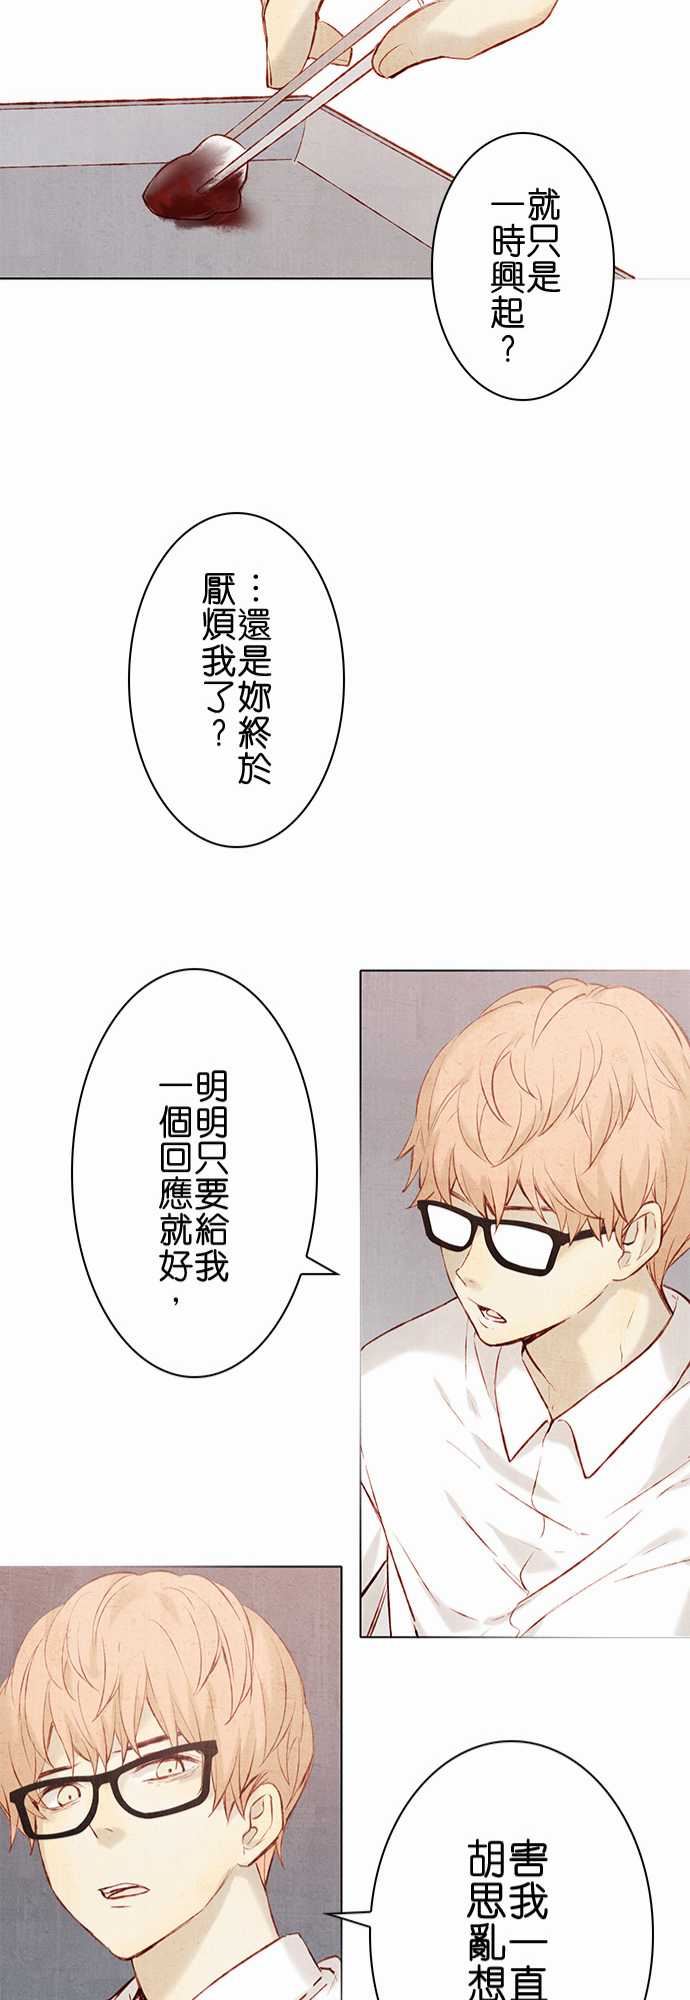 就只是
一時興起？
…還是妳終於
厭煩我了？
明明只要給我
一個回應就好，
害我一直
胡思亂想